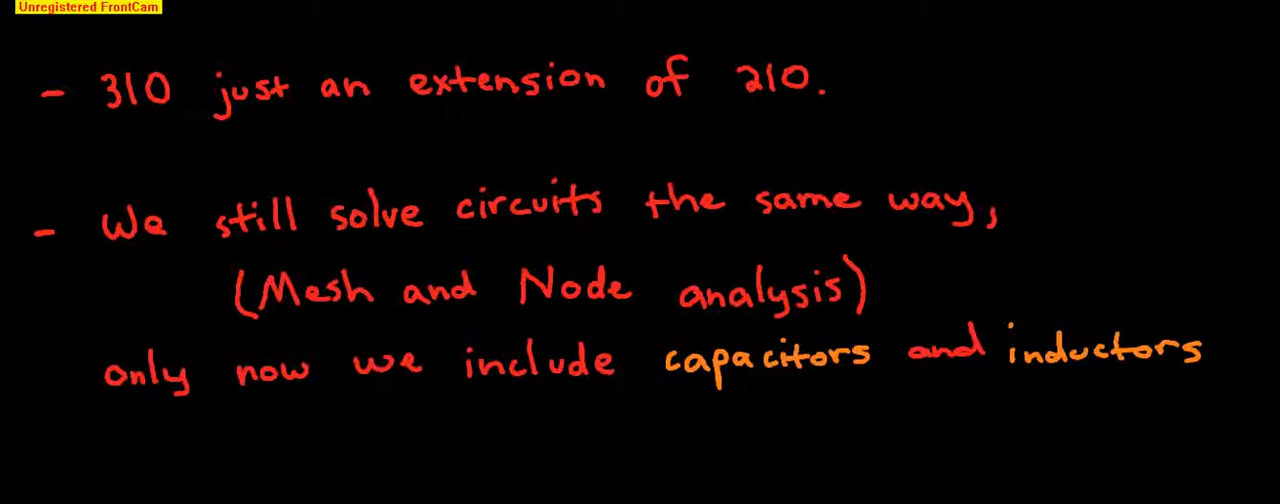 Unregistered FrontCam
- 310 just an extension of 210.
- We still solve circuits the same way,
(Mesh and Node analysis)
only now we include capacitors and inductors